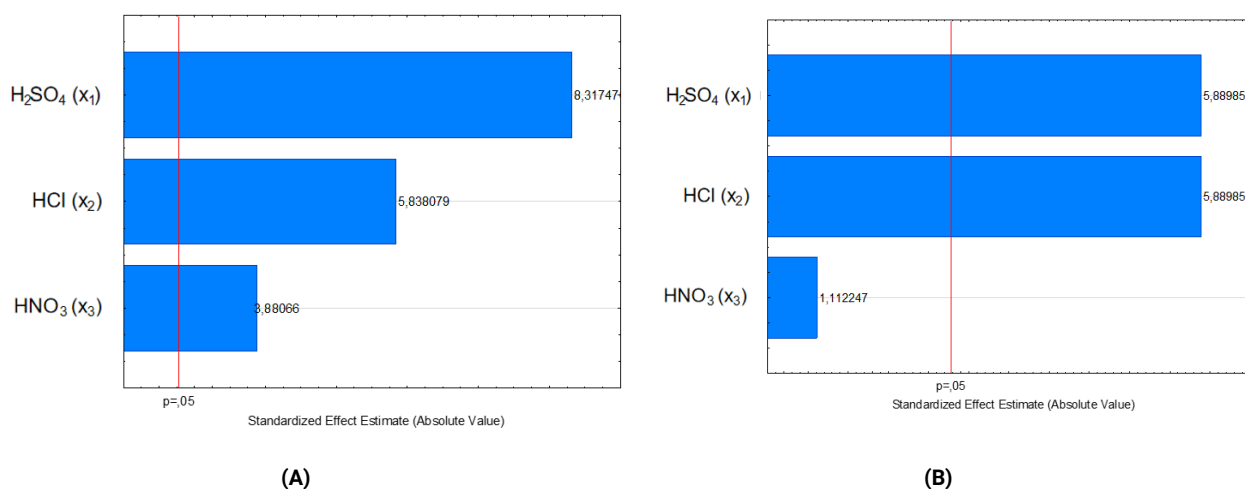 H₂SO₄ (x₁)
8,31747
HCl (x₂)
5,838079
HNO₃ (x₃)
3,88066
p=,05
Standardized Effect Estimate (Absolute Value)
(A)
H₂SO₄ (x₁)
5,88985
HCl (x₂)
5,88985
HNO₃ (x₃)
1,112247
p=,05
Standardized Effect Estimate (Absolute Value)
(B)